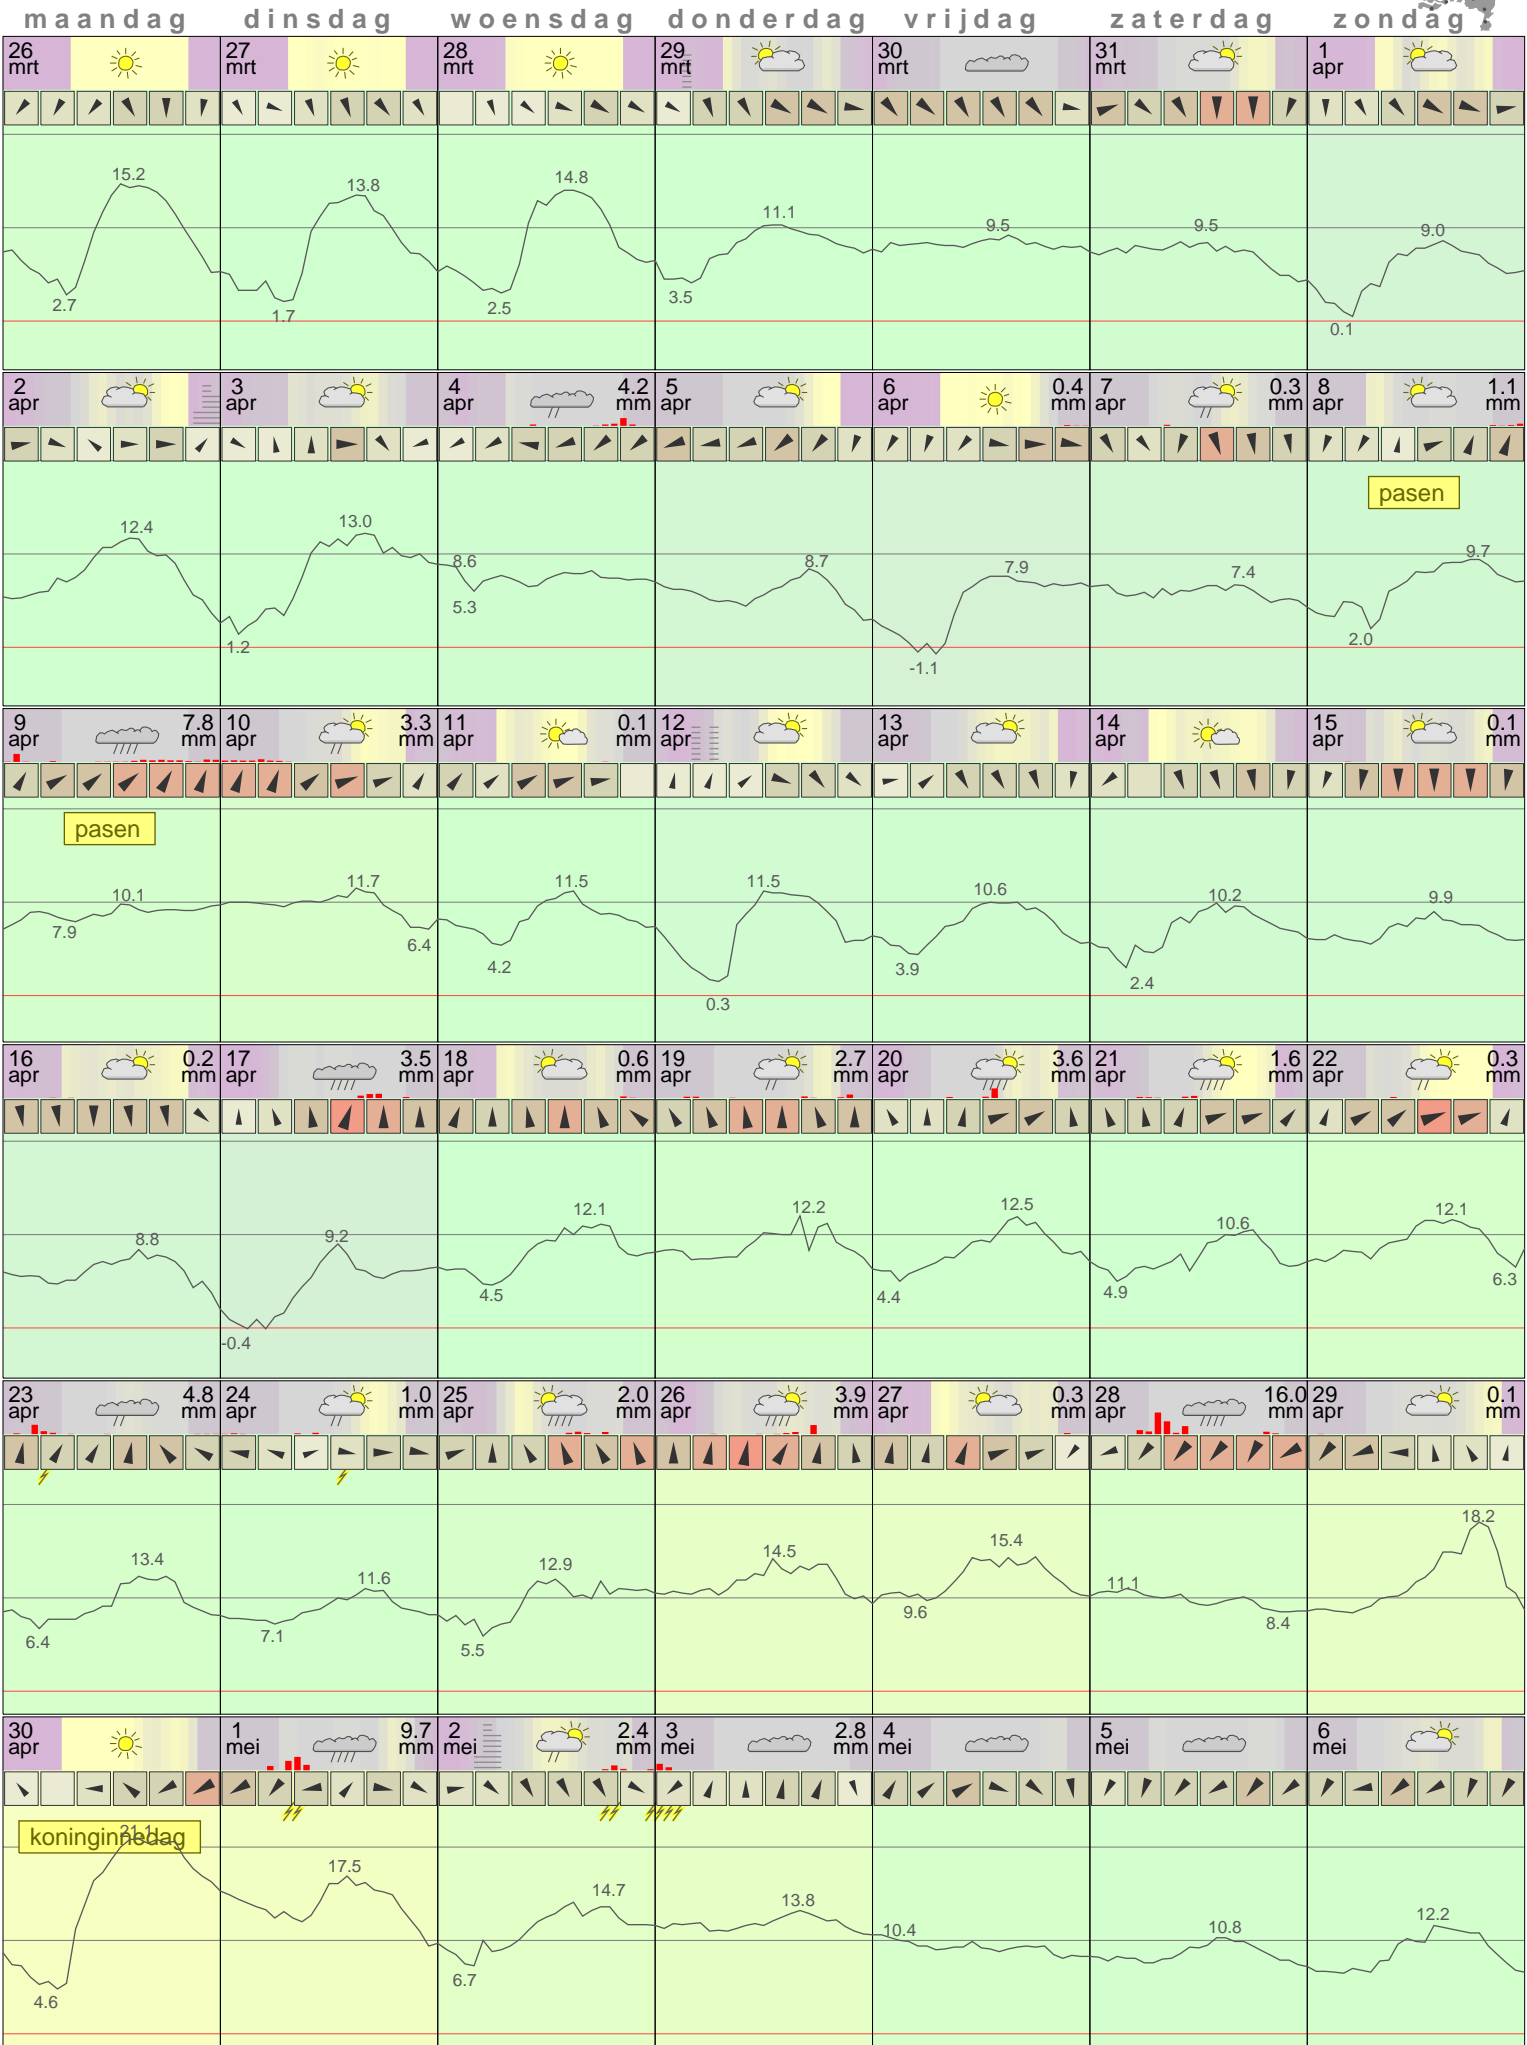 maandag dinsdag woensdag donderdag vrijdag zaterdag zondag
26 27 28 29 30 31 1
mrt mrt mrt mrt mrt mrt apr
15.2 13.8 14.8 11.1 9.5 9.5 9.0
2.7 1.7 2.5 3.5 0.1
2 3 4 4.2 5 6 0.4 7 0.3 8 1.1
apr apr apr mm apr apr mm apr mm apr mm
pasen
12.4 13.0 8.6 8.7 7.9 7.4 9.7
1.2 5.3 -1.1 2.0
9 7.8 10 3.3 11 0.1 12 13 14 15 0.1
apr mm apr mm apr mm apr apr apr apr mm
pasen
10.1 11.7 11.5 11.5 10.6 10.2 9.9
7.9 6.4 4.2 0.3 3.9 2.4
16 0.2 17 3.5 18 0.6 19 2.7 20 3.6 21 1.6 22 0.3
apr mm apr mm apr mm apr mm apr mm apr mm apr mm
8.8 9.2 12.1 12.2 12.5 10.6 12.1
-0.4 4.5 4.4 4.9 6.3
23 4.8 24 1.0 25 2.0 26 3.9 27 0.3 28 16.0 29 0.1
apr mm apr mm apr mm apr mm apr mm apr mm apr mm
13.4 11.6 12.9 14.5 15.4 11.1 18.2
6.4 7.1 5.5 9.6 8.4
30 1 9.7 2 2.4 3 2.8 4 5 6
apr mei mm mei mm mei mm mei mei mei
koninginnedag
21.1 17.5 14.7 13.8 10.4 10.8 12.2
4.6 6.7